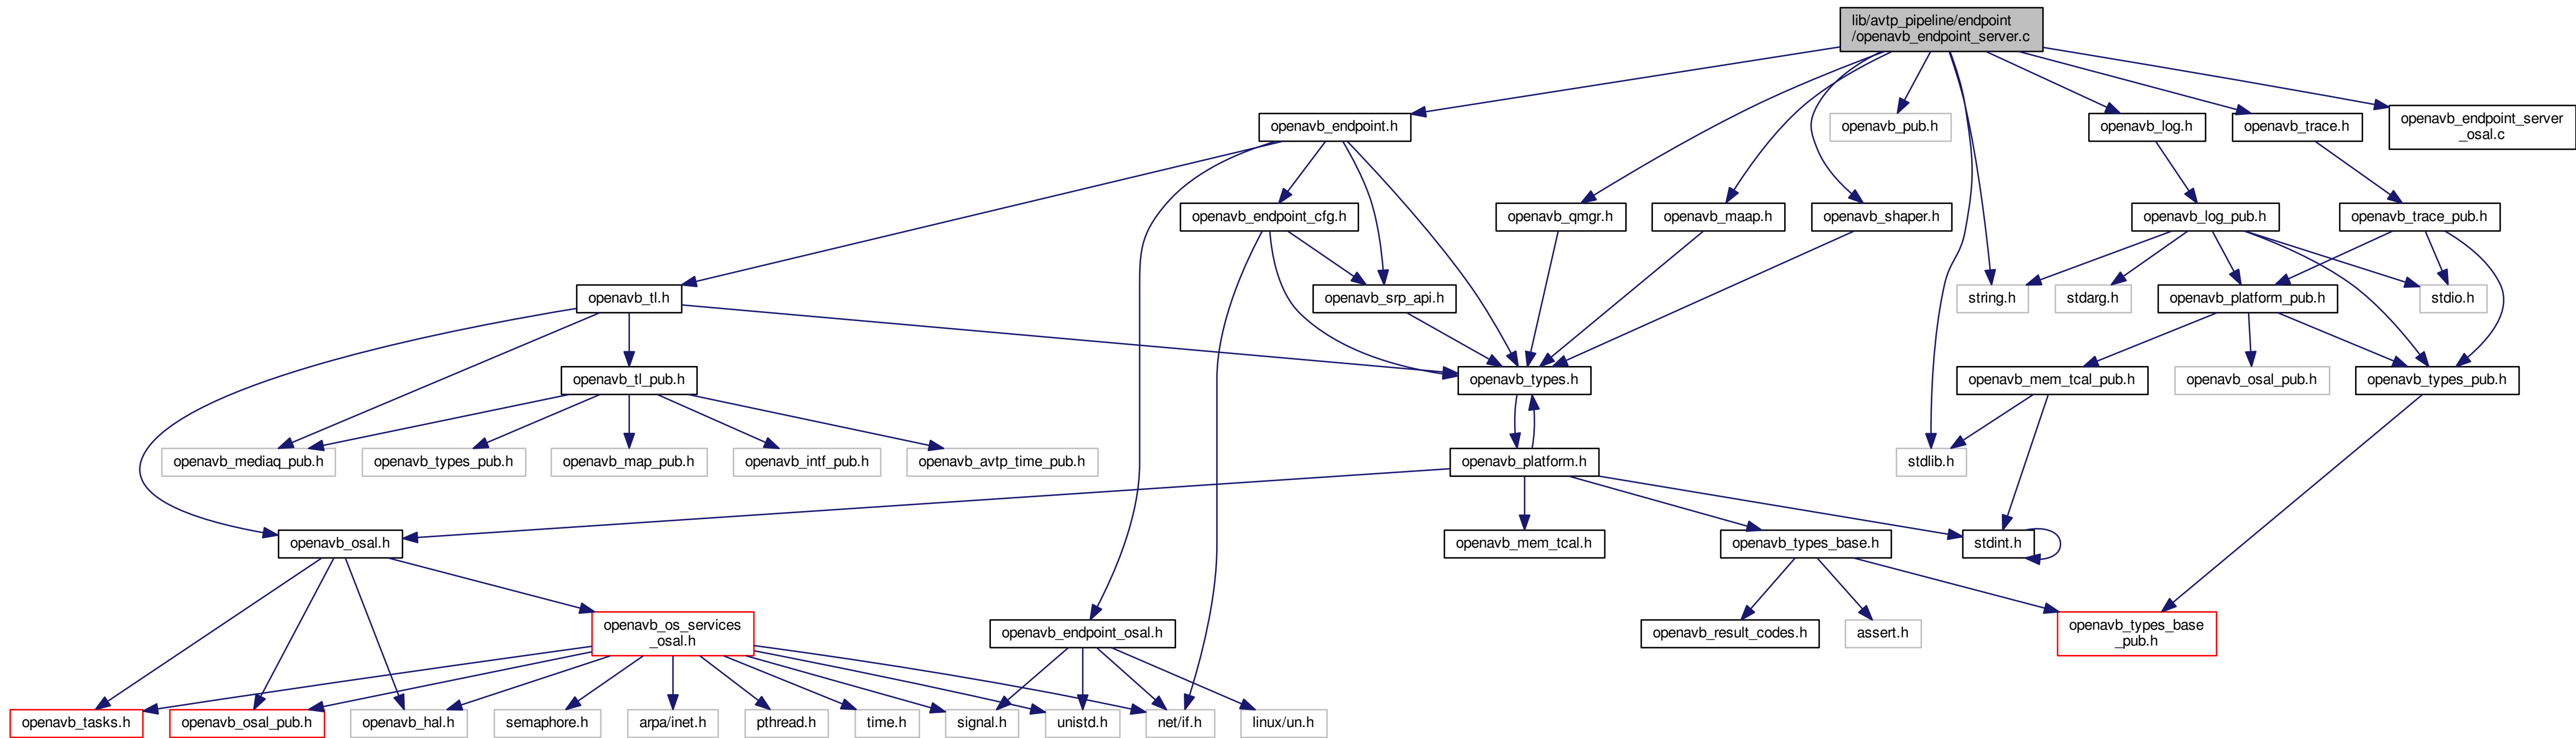 lib/avtp_pipeline/endpoint
/openavb_endpoint_server.c
openavb_endpoint.h
openavb_pub.h
openavb_log.h
openavb_trace.h
openavb_endpoint_server
_osal.c
openavb_endpoint_cfg.h
openavb_qmgr.h
openavb_maap.h
openavb_shaper.h
openavb_log_pub.h
openavb_trace_pub.h
openavb_tl.h
openavb_srp_api.h
string.h
stdarg.h
openavb_platform_pub.h
stdio.h
openavb_tl_pub.h
openavb_types.h
openavb_mem_tcal_pub.h
openavb_osal_pub.h
openavb_types_pub.h
openavb_mediaq_pub.h
openavb_types_pub.h
openavb_map_pub.h
openavb_intf_pub.h
openavb_avtp_time_pub.h
openavb_platform.h
stdlib.h
openavb_osal.h
openavb_mem_tcal.h
openavb_types_base.h
stdint.h
openavb_os_services
_osal.h
openavb_endpoint_osal.h
openavb_result_codes.h
assert.h
openavb_types_base
_pub.h
openavb_tasks.h
openavb_osal_pub.h
openavb_hal.h
semaphore.h
arpa/inet.h
pthread.h
time.h
signal.h
unistd.h
net/if.h
linux/un.h